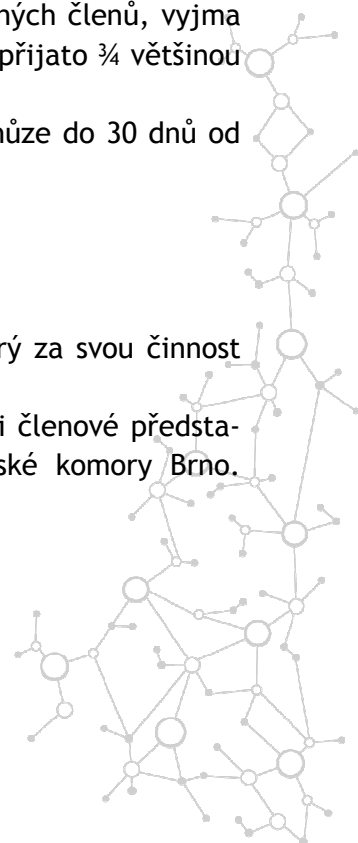 ných členů, vyjma
přijato ¾ většinou
ůze do 30 dnů od
rý za svou činnost
i členové předsta-
ské komory Brno.